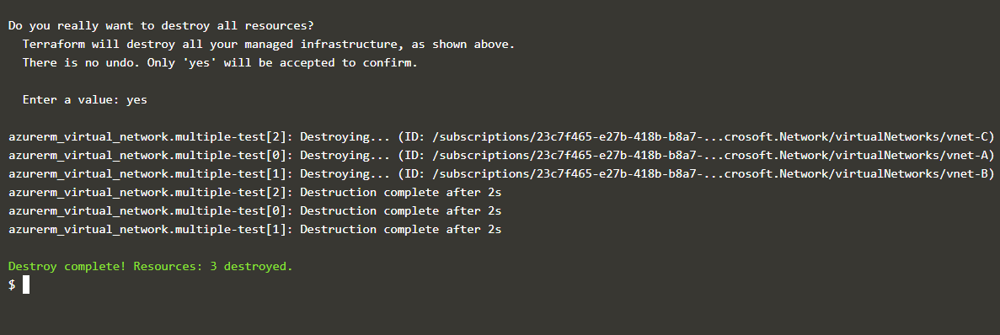 Do you really want to destroy all resources?
Terraform will destroy all your managed infrastructure, as shown above.
There is no undo. Only 'yes' will be accepted to confirm.
Enter a value: yes
azurerm_virtual_network.multiple-test[2]: Destroying... (ID: /subscriptions/23c7f465-e27b-418b-b8a7-...crosoft.Network/virtualNetworks/vnet-C)
azurerm_virtual_network.multiple-test[0]: Destroying... (ID: /subscriptions/23c7f465-e27b-418b-b8a7-...crosoft.Network/virtualNetworks/vnet-A)
azurerm_virtual_network.multiple-test[1]: Destroying... (ID: /subscriptions/23c7f465-e27b-418b-b8a7-...crosoft.Network/virtualNetworks/vnet-B)
azurerm_virtual_network.multiple-test[2]: Destruction complete after 2s
azurerm_virtual_network.multiple-test[0]: Destruction complete after 2s
azurerm_virtual_network.multiple-test[1]: Destruction complete after 2s
Destroy complete! Resources: 3 destroyed.
$